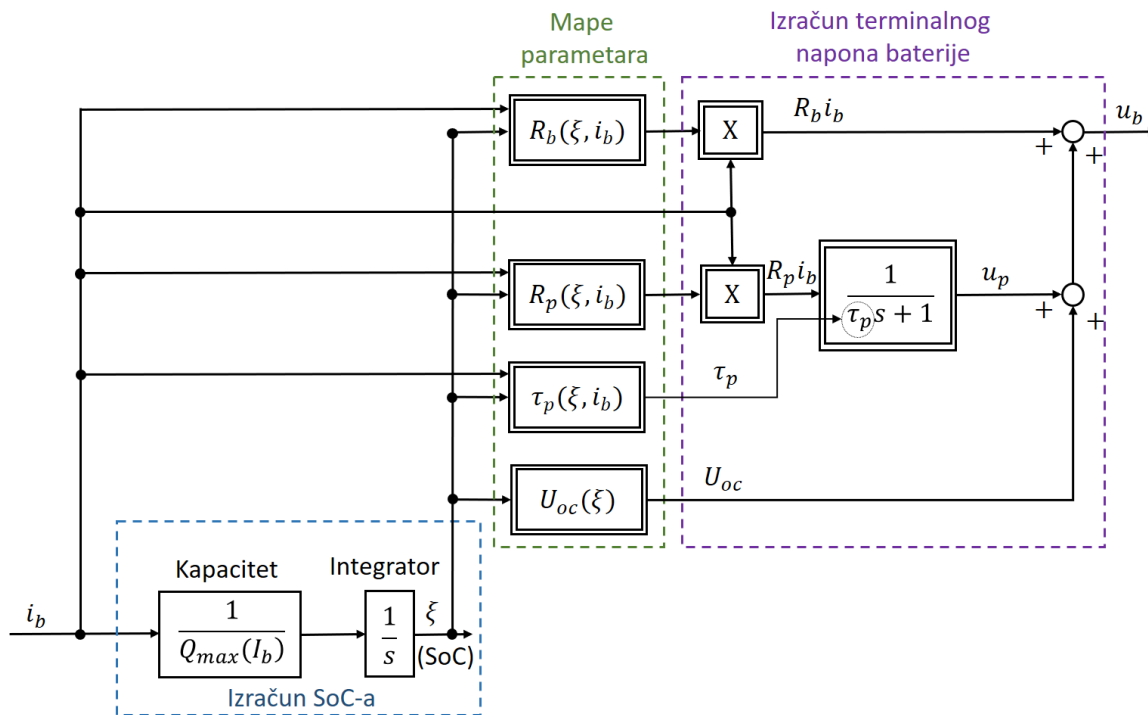 Mape
parametara
Izračun terminalnog
napona baterije
R_b(ξ, i_b)
X
R_b i_b
+
+
u_b
R_p(ξ, i_b)
X
R_p i_b
1
τ_p s + 1
u_p
+
+
τ_p(ξ, i_b)
τ_p
U_oc(ξ)
U_oc
Kapacitet
Integrator
i_b
1
Q_max(I_b)
1
s
ξ
(SoC)
Izračun SoC-a